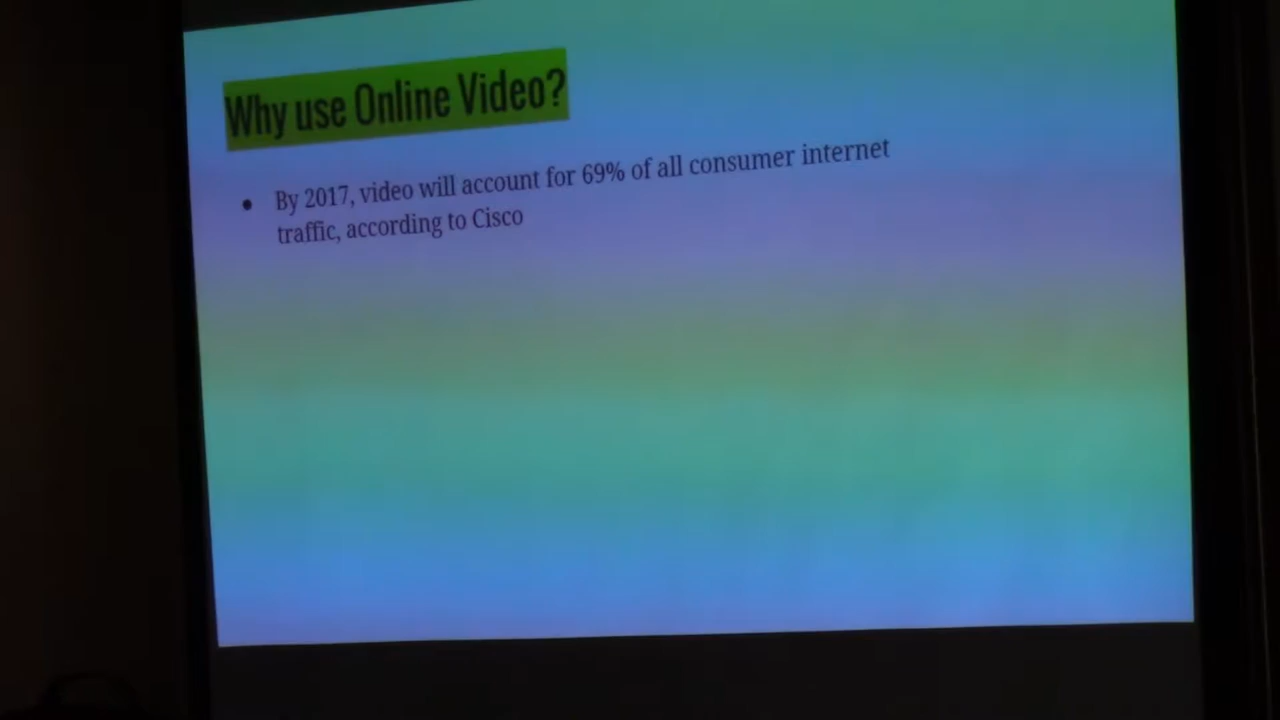 Why use Online Video?
• By 2017, video will account for 69% of all consumer internet
traffic, according to Cisco